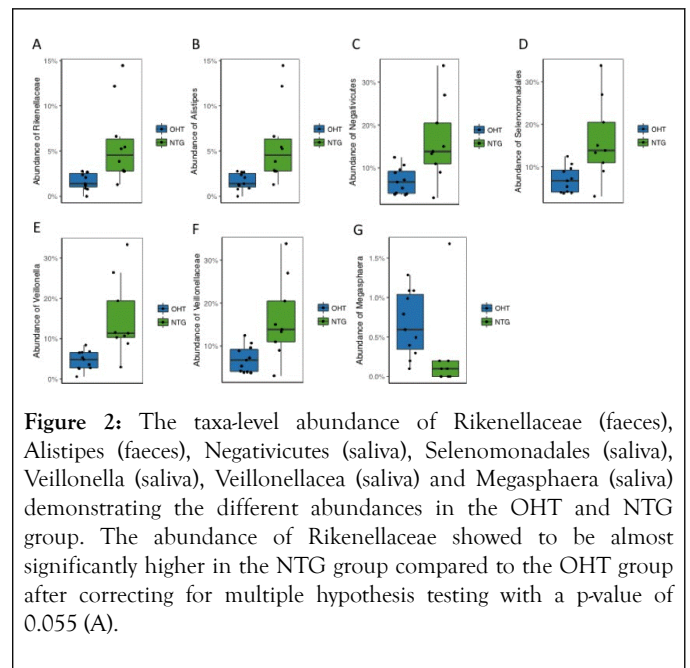 A
B
C
D
Abundance of Rikenellaceae
15%
10%
5%
0%
OHT
NTG
Abundance of Alistipes
15%
10%
5%
0%
OHT
NTG
Abundance of Negativicutes
30%
20%
10%
OHT
NTG
Abundance of Selenomonadales
30%
20%
10%
OHT
NTG
E
F
G
Abundance of Veillonella
30%
20%
10%
0%
OHT
NTG
Abundance of Veillonellaceae
30%
20%
10%
OHT
NTG
Abundance of Megasphaera
1.5%
1.0%
0.5%
0.0%
OHT
NTG
Figure 2: The taxa-level abundance of Rikenellaceae (faeces),
Alistipes (faeces), Negativicutes (saliva), Selenomonadales (saliva),
Veillonella (saliva), Veillonellacea (saliva) and Megasphaera (saliva)
demonstrating the different abundances in the OHT and NTG
group. The abundance of Rikenellaceae showed to be almost
significantly higher in the NTG group compared to the OHT group
after correcting for multiple hypothesis testing with a p-value of
0.055 (A).